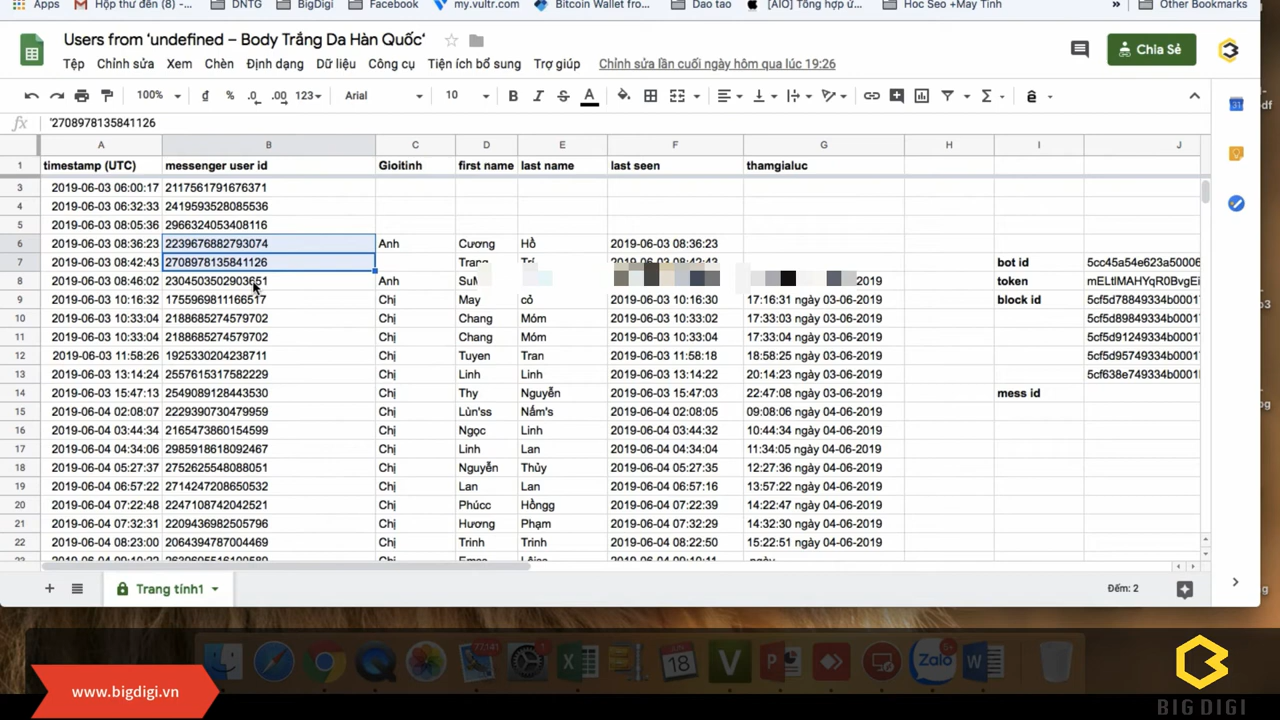 Apps Hộp thư đến (8) -... DNTG BigDigi Facebook my.vultr.com Bitcoin Wallet fro... Dao tao [AIO] Tổng hợp ứ... Hoc Seo +May Tinh » Other Bookmarks
Users from 'undefined – Body Trắng Da Hàn Quốc'
Chia Sẻ
Tệp Chỉnh sửa Xem Chèn Định dạng Dữ liệu Công cụ Tiện ích bổ sung Trợ giúp Chỉnh sửa lần cuối ngày hôm qua lúc 19:26
100% đ % .0 .00 123 Arial 10 B I S A
fx '2708978135841126
A B C D E F G H I J
1 timestamp (UTC) messenger user id Gioitinh first name last name last seen thamgialuc
3 2019-06-03 06:00:17 2117561791676371
4 2019-06-03 06:32:33 2419593528085536
5 2019-06-03 08:05:36 2966324053408116
6 2019-06-03 08:36:23 2239676882793074 Anh Cương Hồ 2019-06-03 08:36:23
7 2019-06-03 08:42:43 2708978135841126 Trang Trí 2019-06-03 08:42:43 bot id 5cc45a54e623a50006
8 2019-06-03 08:46:02 2304503502903651 Anh 2019 token mELtlMAHYqR0BvgEi
9 2019-06-03 10:16:32 1755969811166517 Chị May cỏ 2019-06-03 10:16:30 17:16:31 ngày 03-06-2019 block id 5cf5d78849334b0001
10 2019-06-03 10:33:04 2188685274579702 Chị Chang Móm 2019-06-03 10:33:02 17:33:03 ngày 03-06-2019 5cf5d89849334b0001
11 2019-06-03 10:33:04 2188685274579702 Chị Chang Móm 2019-06-03 10:33:04 17:33:04 ngày 03-06-2019 5cf5d91249334b0001
12 2019-06-03 11:58:26 1925330204238711 Chị Tuyen Tran 2019-06-03 11:58:18 18:58:25 ngày 03-06-2019 5cf5d95749334b0001
13 2019-06-03 13:14:24 2557615317582229 Chị Linh Linh 2019-06-03 13:14:22 20:14:23 ngày 03-06-2019 5cf638e749334b0001
14 2019-06-03 15:47:13 2549089128443530 Chị Thy Nguyễn 2019-06-03 15:47:03 22:47:08 ngày 03-06-2019 mess id
15 2019-06-04 02:08:07 2229390730479959 Chị Lùn'ss Nấm's 2019-06-04 02:08:05 09:08:06 ngày 04-06-2019
16 2019-06-04 03:44:34 2165473860154599 Chị Ngọc Linh 2019-06-04 03:44:32 10:44:34 ngày 04-06-2019
17 2019-06-04 04:34:06 2985918618092467 Chị Linh Lan 2019-06-04 04:34:04 11:34:05 ngày 04-06-2019
18 2019-06-04 05:27:37 2752625548088051 Chị Nguyễn Thủy 2019-06-04 05:27:35 12:27:36 ngày 04-06-2019
19 2019-06-04 06:57:22 2714247208650532 Chị Lan Lan 2019-06-04 06:57:16 13:57:22 ngày 04-06-2019
20 2019-06-04 07:22:48 2247108742042521 Chị Phúcc Hồngg 2019-06-04 07:22:39 14:22:47 ngày 04-06-2019
21 2019-06-04 07:32:31 2209436982505796 Chị Hương Phạm 2019-06-04 07:32:29 14:32:30 ngày 04-06-2019
22 2019-06-04 08:23:00 2064394787004469 Chị Trinh Trinh 2019-06-04 08:22:50 15:22:51 ngày 04-06-2019
Trang tính1 Đếm: 2
18 Zalo
www.bigdigi.vn
BIG DIGI